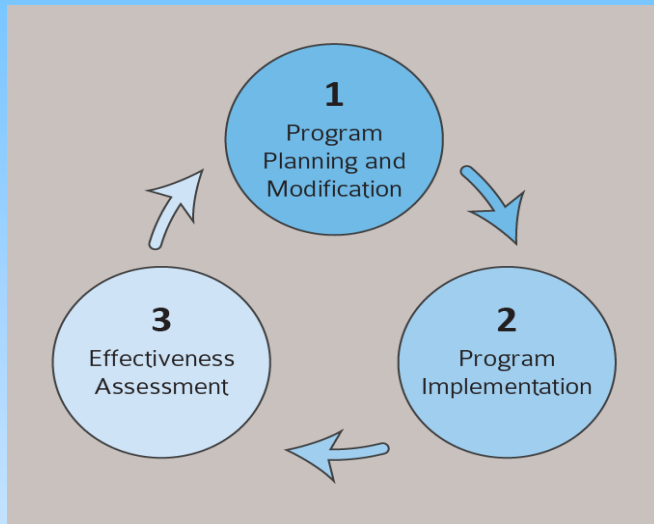 1
Program
Planning and
Modification
2
Program
Implementation
3
Effectiveness
Assessment